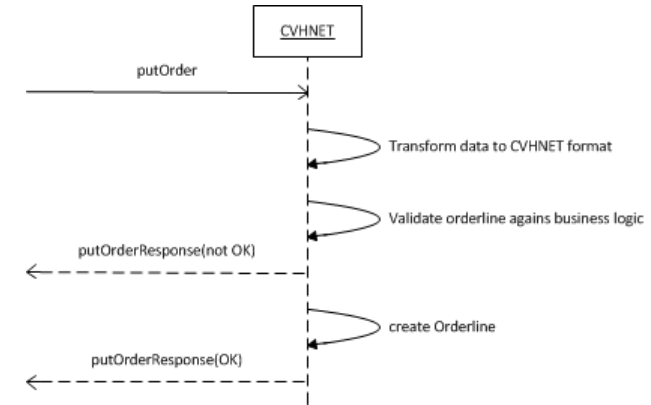 CVHNET
putOrder
Transform data to CVHNET format
Validate orderline agains business logic
putOrderResponse(not OK)
create Orderline
putOrderResponse(OK)